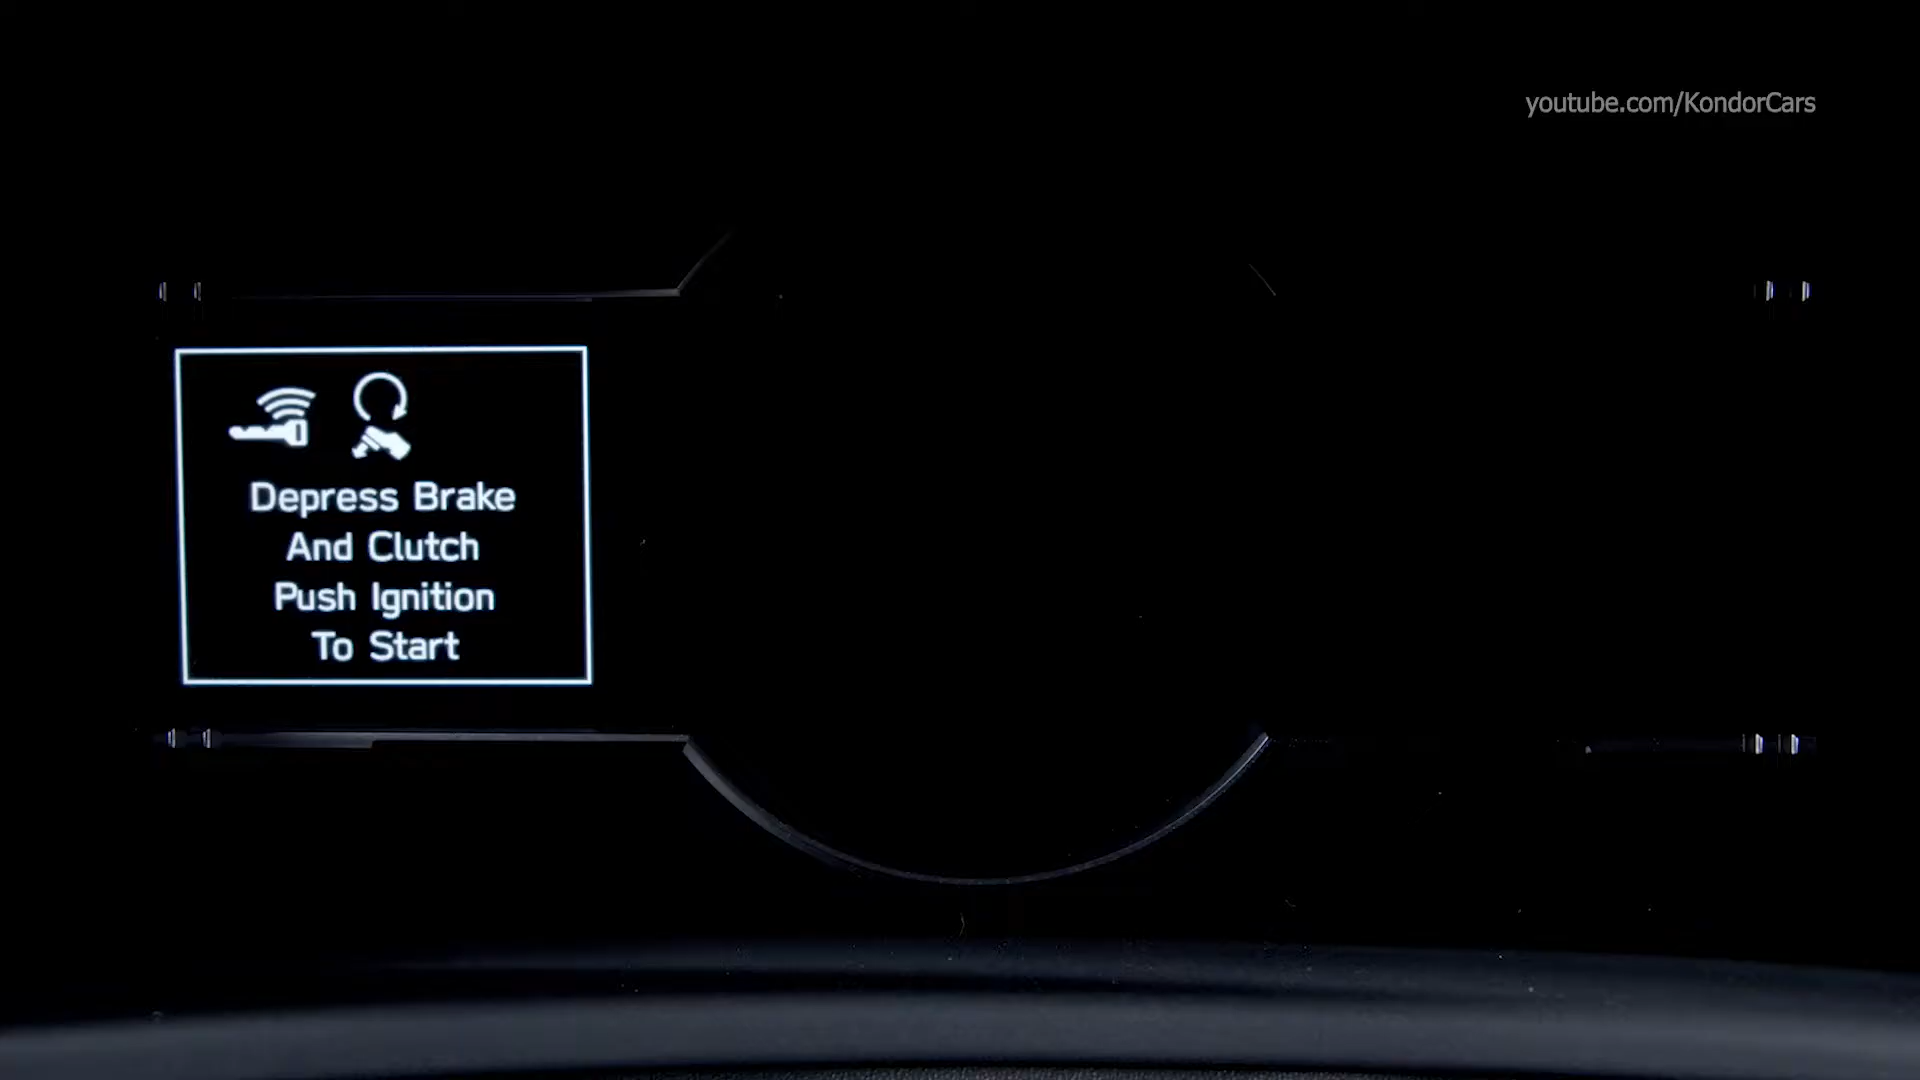 youtube.com/KondorCars
Depress Brake
And Clutch
Push Ignition
To Start